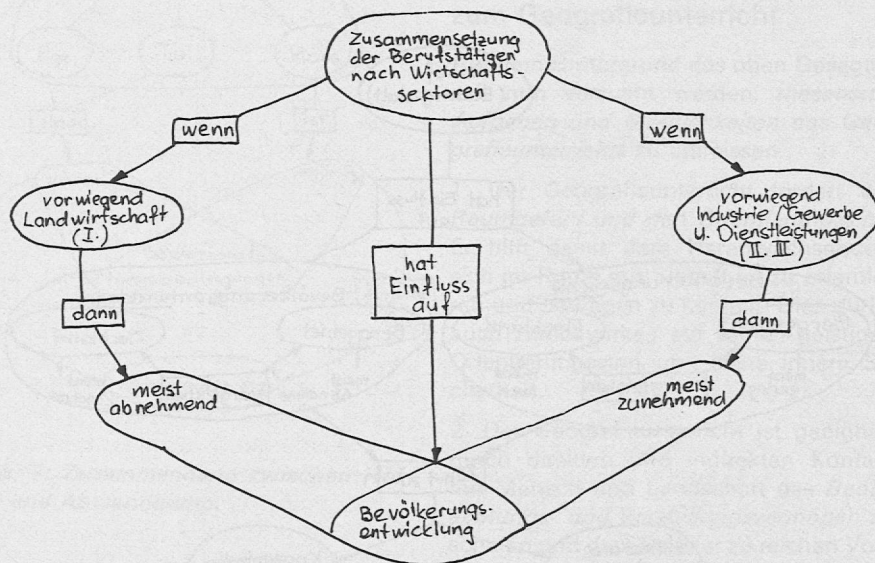 Zusammensetzung
der Berufstätigen
nach Wirtschafts-
sektoren
wenn
wenn
vorwiegend
Landwirtschaft
(I.)
vorwiegend
Industrie/Gewerbe
u. Dienstleistungen
(II. III.)
hat
Einfluss
auf
dann
dann
meist
abnehmend
meist
zunehmend
Bevölkerungs-
entwicklung